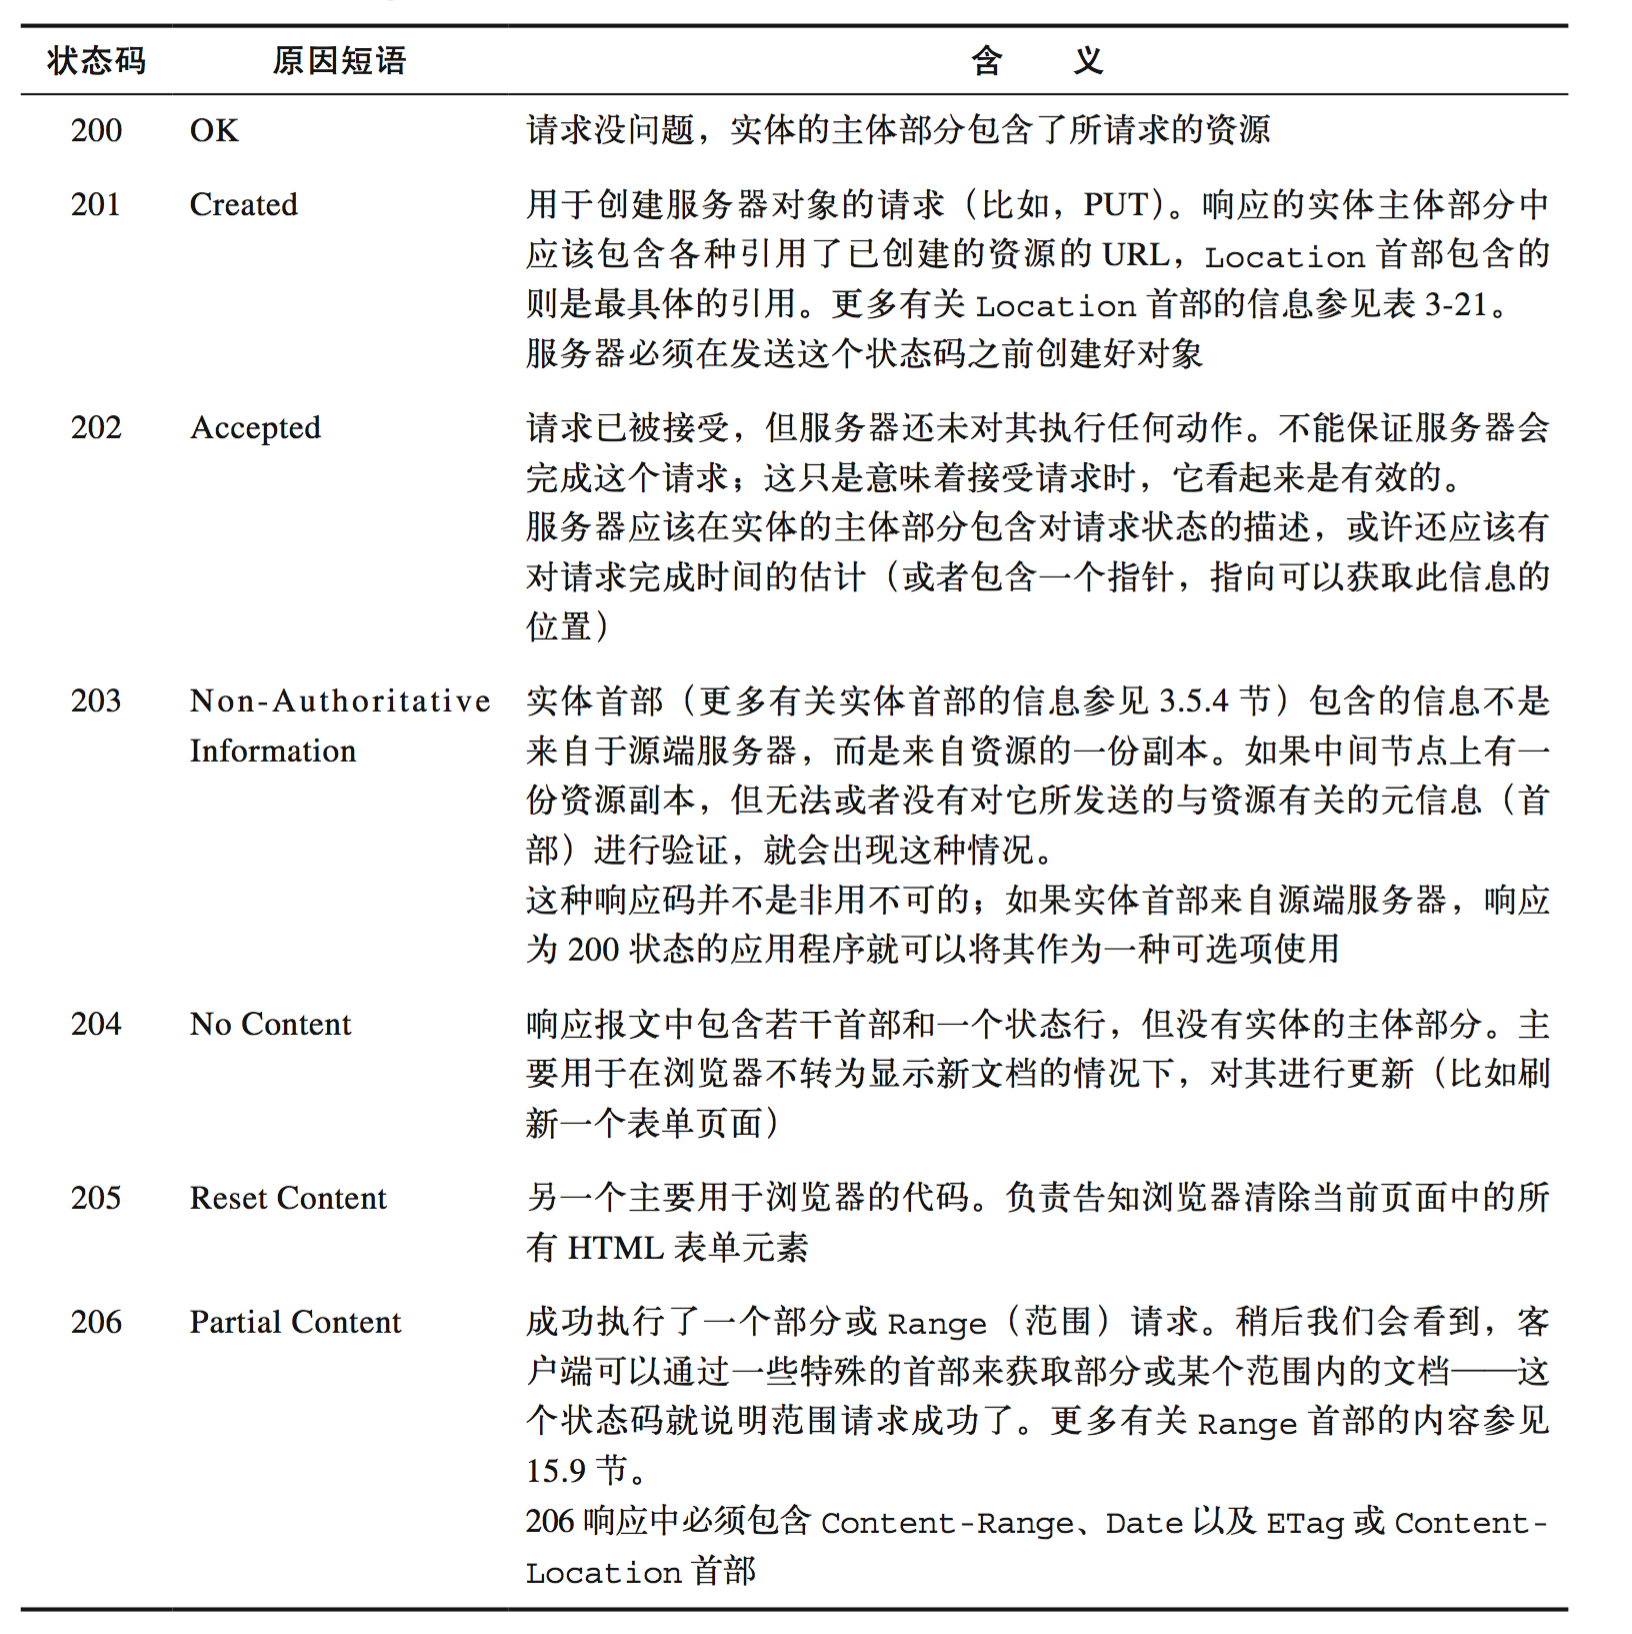 状态码 原因短语 含 义
200 OK 请求没问题，实体的主体部分包含了所请求的资源
201 Created 用于创建服务器对象的请求（比如，PUT）。响应的实体主体部分中
应该包含各种引用了已创建的资源的 URL，Location 首部包含的
则是最具体的引用。更多有关 Location 首部的信息参见表 3-21。
服务器必须在发送这个状态码之前创建好对象
202 Accepted 请求已被接受，但服务器还未对其执行任何动作。不能保证服务器会
完成这个请求；这只是意味着接受请求时，它看起来是有效的。
服务器应该在实体的主体部分包含对请求状态的描述，或许还应该有
对请求完成时间的估计（或者包含一个指针，指向可以获取此信息的
位置）
203 Non-Authoritative 实体首部（更多有关实体首部的信息参见 3.5.4 节）包含的信息不是
Information 来自于源端服务器，而是来自资源的一份副本。如果中间节点上有一
份资源副本，但无法或者没有对它所发送的与资源有关的元信息（首
部）进行验证，就会出现这种情况。
这种响应码并不是非用不可的；如果实体首部来自源端服务器，响应
为 200 状态的应用程序就可以将其作为一种可选项使用
204 No Content 响应报文中包含若干首部和一个状态行，但没有实体的主体部分。主
要用于在浏览器不转为显示新文档的情况下，对其进行更新（比如刷
新一个表单页面）
205 Reset Content 另一个主要用于浏览器的代码。负责告知浏览器清除当前页面中的所
有 HTML 表单元素
206 Partial Content 成功执行了一个部分或 Range（范围）请求。稍后我们会看到，客
户端可以通过一些特殊的首部来获取部分或某个范围内的文档——这
个状态码就说明范围请求成功了。更多有关 Range 首部的内容参见
15.9 节。
206 响应中必须包含 Content-Range、Date 以及 ETag 或 Content-
Location 首部